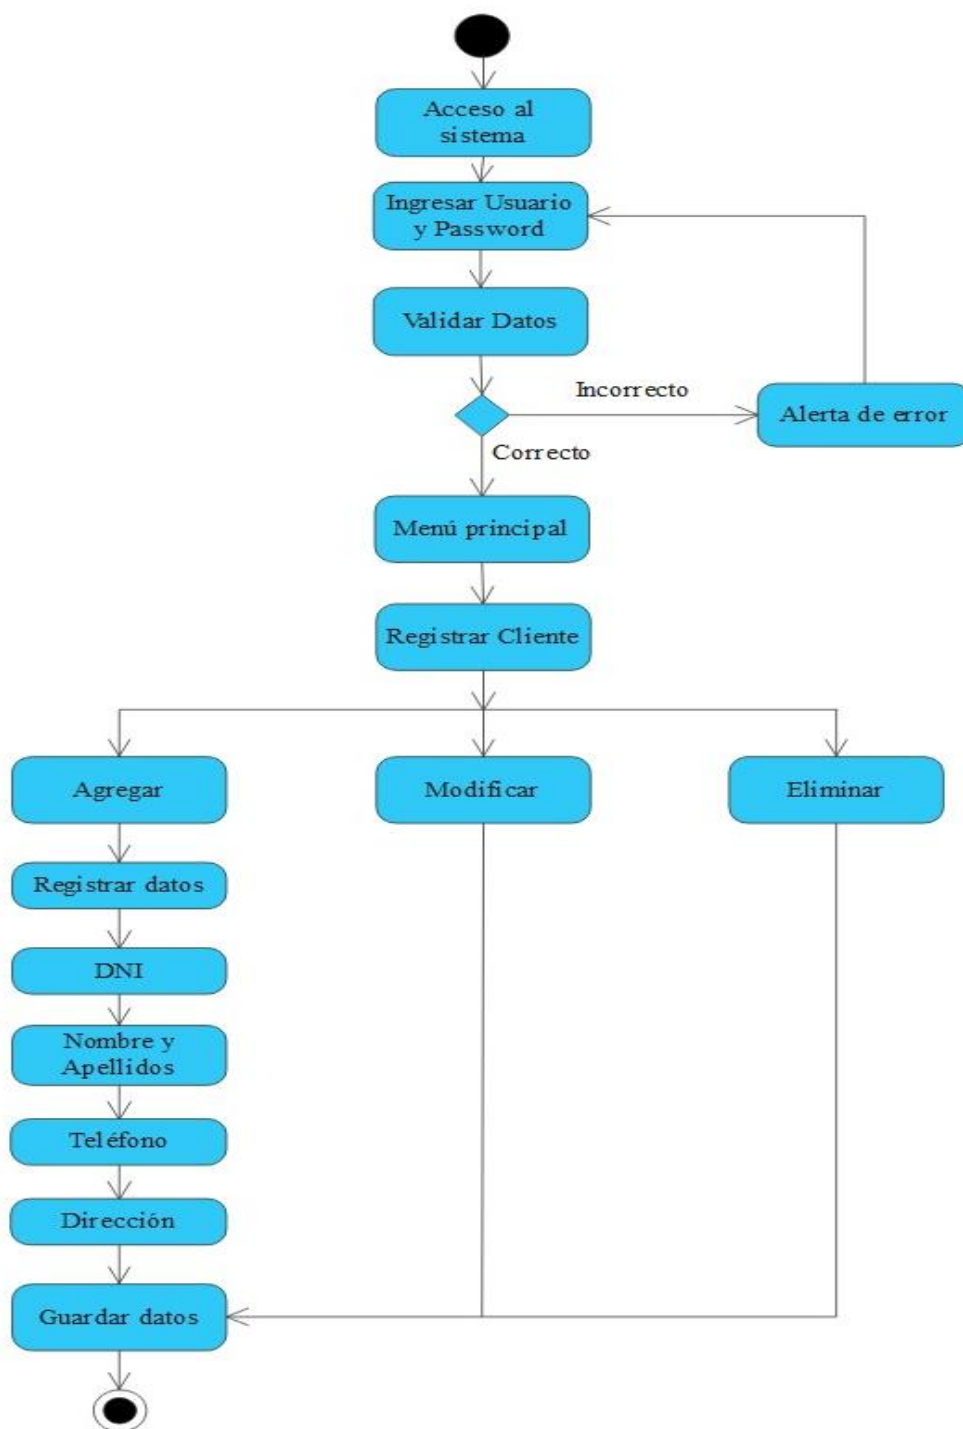 Acceso al
sistema
Ingresar Usuario
y Password
Validar Datos
Incorrecto
Alerta de error
Correcto
Menú principal
Registrar Cliente
Agregar
Modificar
Eliminar
Registrar datos
DNI
Nombre y
Apellidos
Teléfono
Dirección
Guardar datos